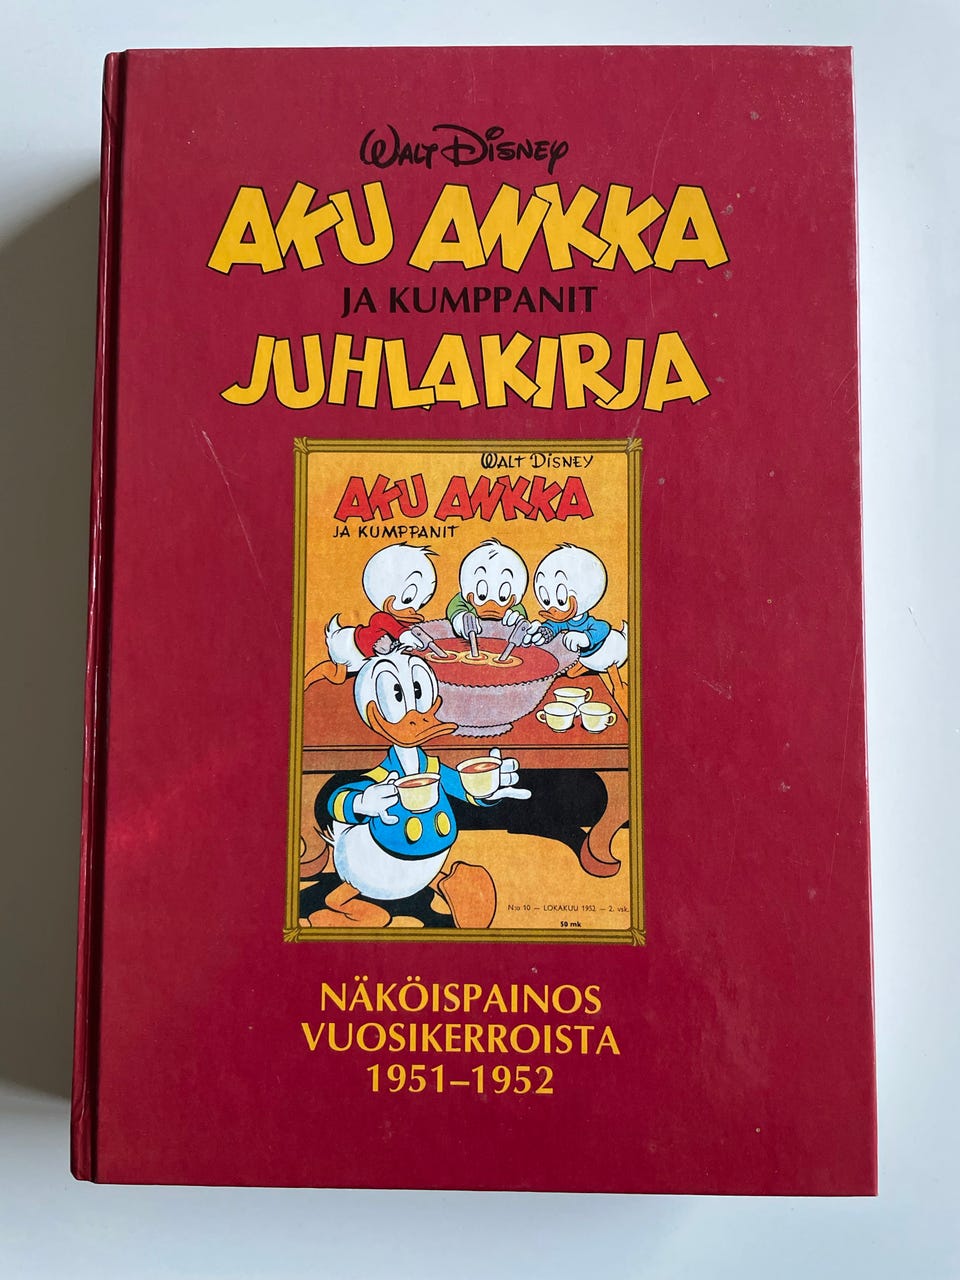 Walt Disney
AKU ANKKA
JA KUMPPANIT
JUHLAKIRJA
WALT DISNEY
AKU ANKKA
JA KUMPPANIT
N:o 10 — LOKAKUU 1952 — 2. vsk.
50 mk
NÄKÖISPAINOS
VUOSIKERROISTA
1951–1952